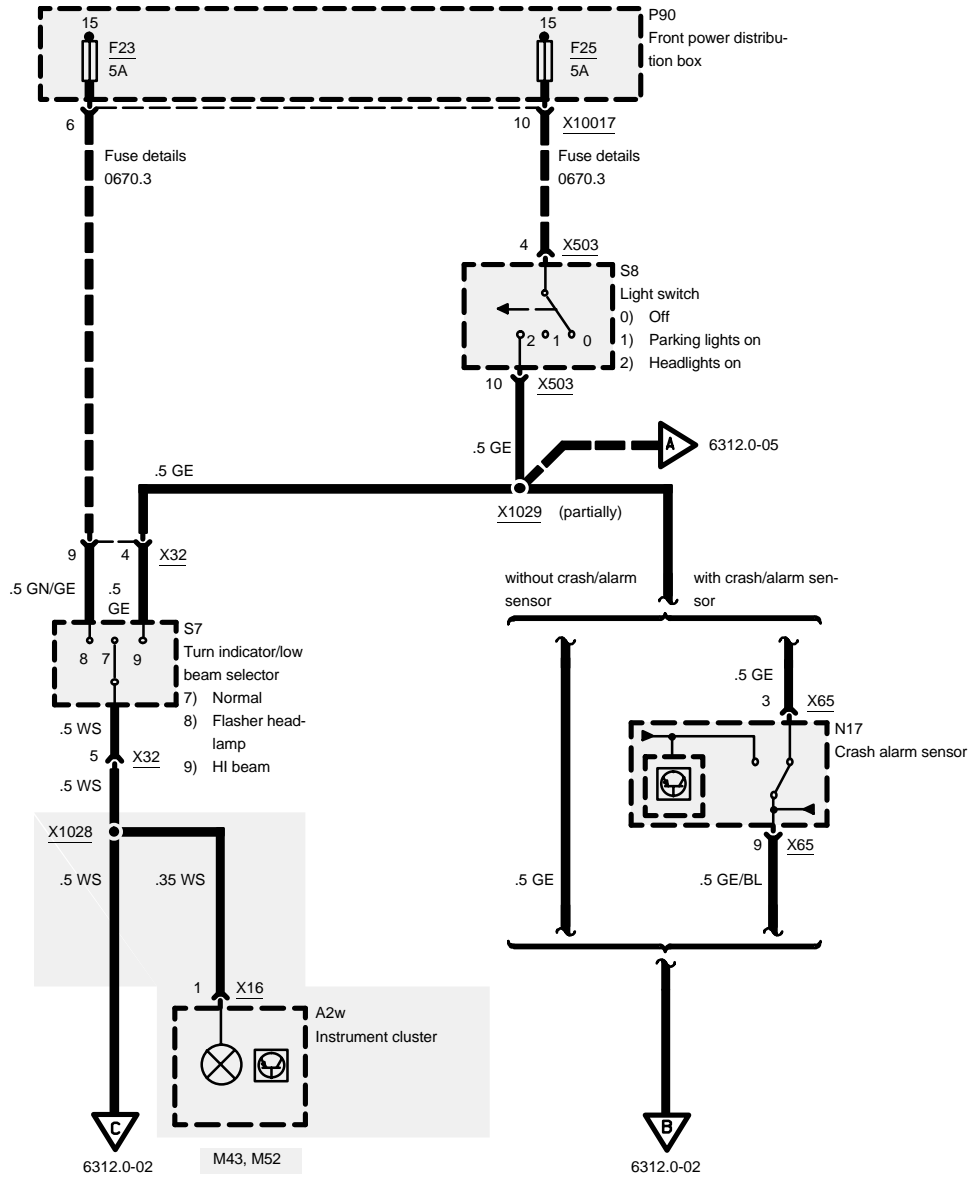 P90
Front power distribu-
tion box
15
F23
5A
15
F25
5A
6
10
X10017
Fuse details
0670.3
Fuse details
0670.3
4
X503
S8
Light switch
0) Off
1) Parking lights on
2) Headlights on
2 1 0
10
X503
.5 GE
A
6312.0-05
.5 GE
X1029
(partially)
9
4
X32
.5 GN/GE
.5
GE
without crash/alarm
sensor
with crash/alarm sen-
sor
S7
Turn indicator/low
beam selector
7) Normal
8) Flasher head-
lamp
9) HI beam
8 7 9
.5 WS
5
X32
.5 WS
.5 GE
3
X65
N17
Crash alarm sensor
X1028
9
X65
.5 WS
.35 WS
.5 GE
.5 GE/BL
1
X16
A2w
Instrument cluster
C
6312.0-02
M43, M52
B
6312.0-02